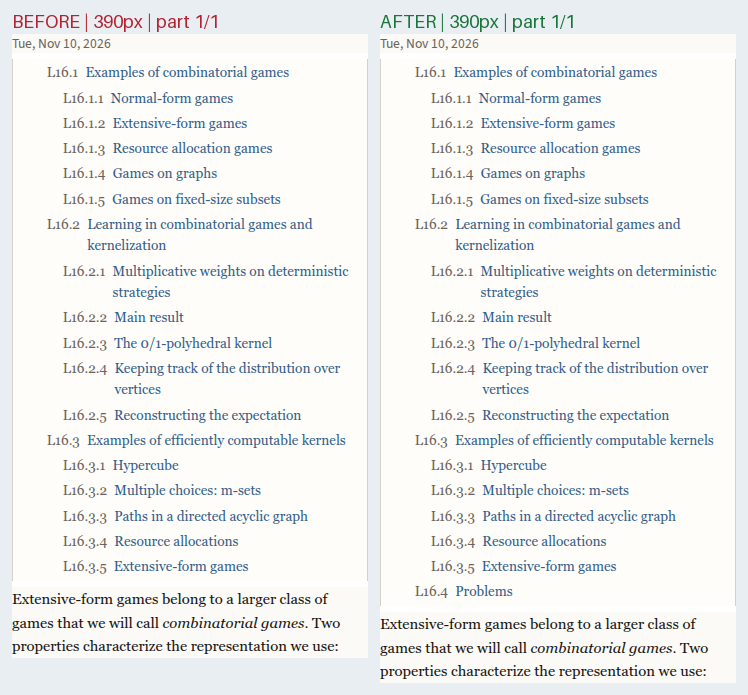 BEFORE | 390px | part 1/1
Tue, Nov 10, 2026
L16.1 Examples of combinatorial games
L16.1.1 Normal-form games
L16.1.2 Extensive-form games
L16.1.3 Resource allocation games
L16.1.4 Games on graphs
L16.1.5 Games on fixed-size subsets
L16.2 Learning in combinatorial games and
kernelization
L16.2.1 Multiplicative weights on deterministic
strategies
L16.2.2 Main result
L16.2.3 The 0/1-polyhedral kernel
L16.2.4 Keeping track of the distribution over
vertices
L16.2.5 Reconstructing the expectation
L16.3 Examples of efficiently computable kernels
L16.3.1 Hypercube
L16.3.2 Multiple choices: m-sets
L16.3.3 Paths in a directed acyclic graph
L16.3.4 Resource allocations
L16.3.5 Extensive-form games
Extensive-form games belong to a larger class of
games that we will call combinatorial games. Two
properties characterize the representation we use:
AFTER | 390px | part 1/1
Tue, Nov 10, 2026
L16.1 Examples of combinatorial games
L16.1.1 Normal-form games
L16.1.2 Extensive-form games
L16.1.3 Resource allocation games
L16.1.4 Games on graphs
L16.1.5 Games on fixed-size subsets
L16.2 Learning in combinatorial games and
kernelization
L16.2.1 Multiplicative weights on deterministic
strategies
L16.2.2 Main result
L16.2.3 The 0/1-polyhedral kernel
L16.2.4 Keeping track of the distribution over
vertices
L16.2.5 Reconstructing the expectation
L16.3 Examples of efficiently computable kernels
L16.3.1 Hypercube
L16.3.2 Multiple choices: m-sets
L16.3.3 Paths in a directed acyclic graph
L16.3.4 Resource allocations
L16.3.5 Extensive-form games
L16.4 Problems
Extensive-form games belong to a larger class of
games that we will call combinatorial games. Two
properties characterize the representation we use: